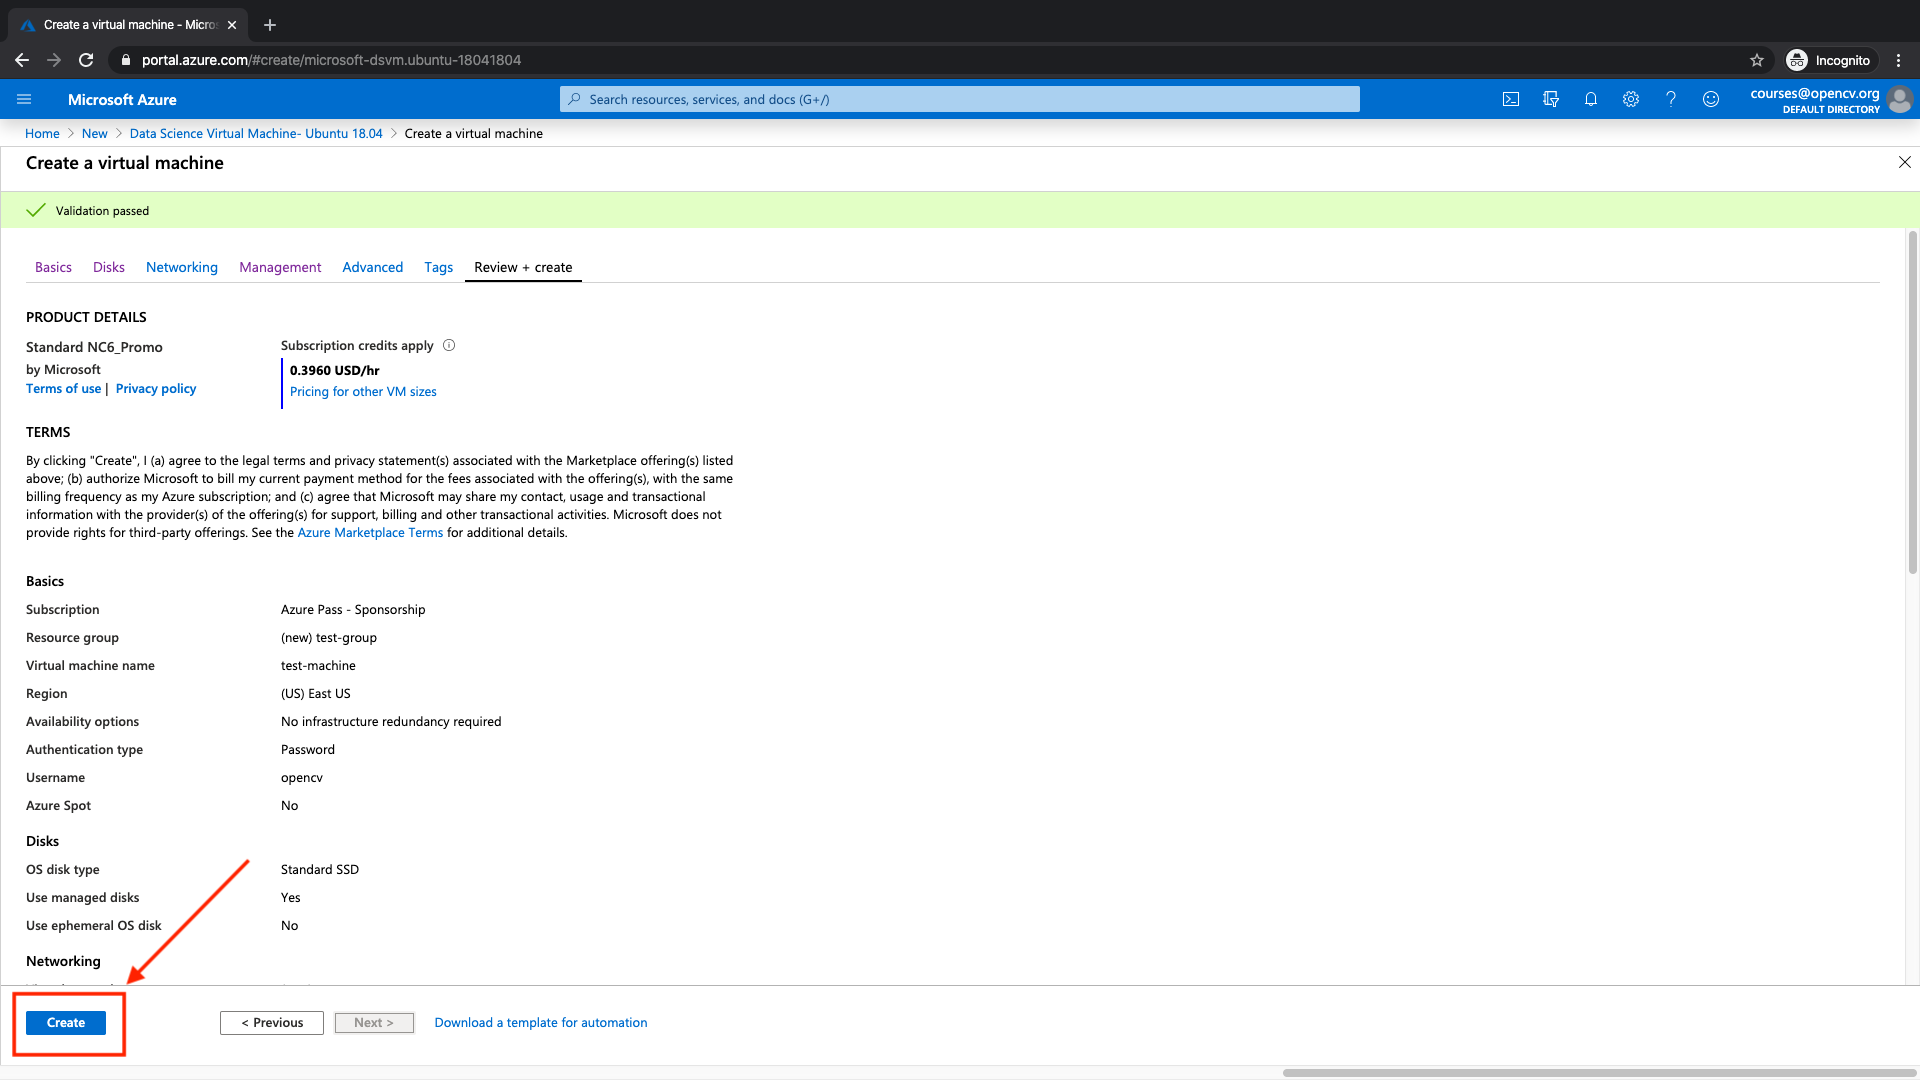 Create a virtual machine - Micro
portal.azure.com/#create/microsoft-dsvm.ubuntu-18041804
Incognito
Microsoft Azure
Search resources, services, and docs (G+/)
courses@opencv.org
DEFAULT DIRECTORY
Home > New > Data Science Virtual Machine- Ubuntu 18.04 > Create a virtual machine
Create a virtual machine
Validation passed
Basics Disks Networking Management Advanced Tags Review + create
PRODUCT DETAILS
Standard NC6_Promo
by Microsoft
Terms of use | Privacy policy
Subscription credits apply
0.3960 USD/hr
Pricing for other VM sizes
TERMS
By clicking "Create", I (a) agree to the legal terms and privacy statement(s) associated with the Marketplace offering(s) listed
above; (b) authorize Microsoft to bill my current payment method for the fees associated with the offering(s), with the same
billing frequency as my Azure subscription; and (c) agree that Microsoft may share my contact, usage and transactional
information with the provider(s) of the offering(s) for support, billing and other transactional activities. Microsoft does not
provide rights for third-party offerings. See the Azure Marketplace Terms for additional details.
Basics
Subscription Azure Pass - Sponsorship
Resource group (new) test-group
Virtual machine name test-machine
Region (US) East US
Availability options No infrastructure redundancy required
Authentication type Password
Username opencv
Azure Spot No
Disks
OS disk type Standard SSD
Use managed disks Yes
Use ephemeral OS disk No
Networking
Create < Previous Next > Download a template for automation